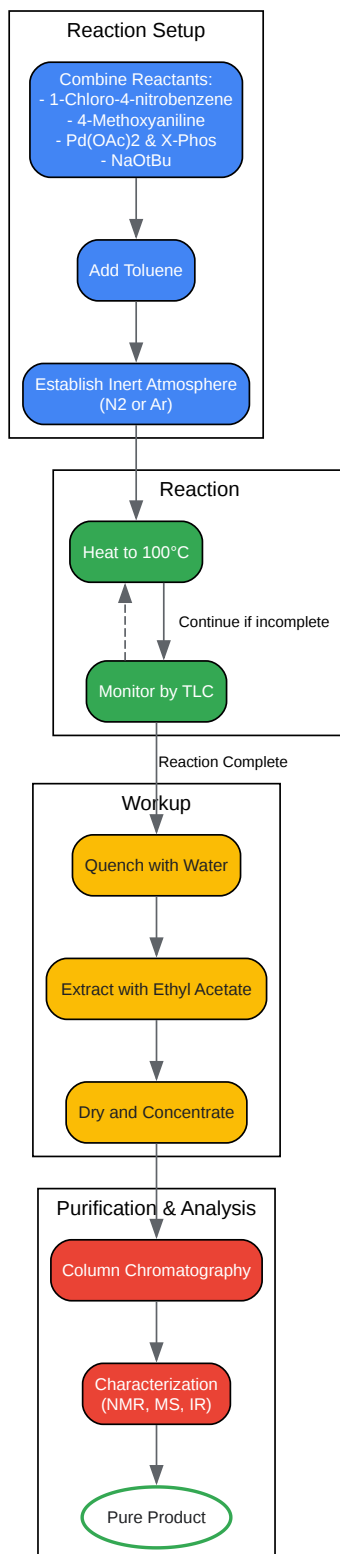 Reaction Setup
Combine Reactants:
- 1-Chloro-4-nitrobenzene
- 4-Methoxyaniline
- Pd(OAc)2 & X-Phos
- NaOtBu
Add Toluene
Establish Inert Atmosphere
(N2 or Ar)
Reaction
Heat to 100°C
Continue if incomplete
Monitor by TLC
Reaction Complete
Workup
Quench with Water
Extract with Ethyl Acetate
Dry and Concentrate
Purification & Analysis
Column Chromatography
Characterization
(NMR, MS, IR)
Pure Product